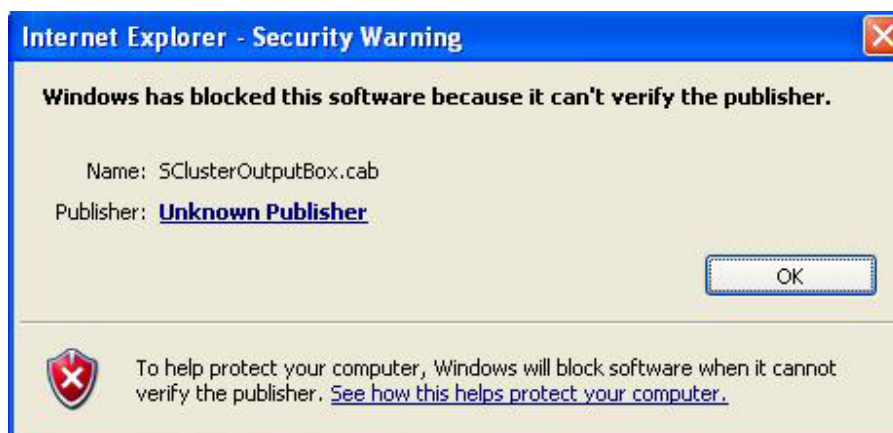 Internet Explorer - Security Warning
Windows has blocked this software because it can't verify the publisher.
Name: SClusterOutputBox.cab
Publisher: Unknown Publisher
OK
To help protect your computer, Windows will block software when it cannot
verify the publisher. See how this helps protect your computer.